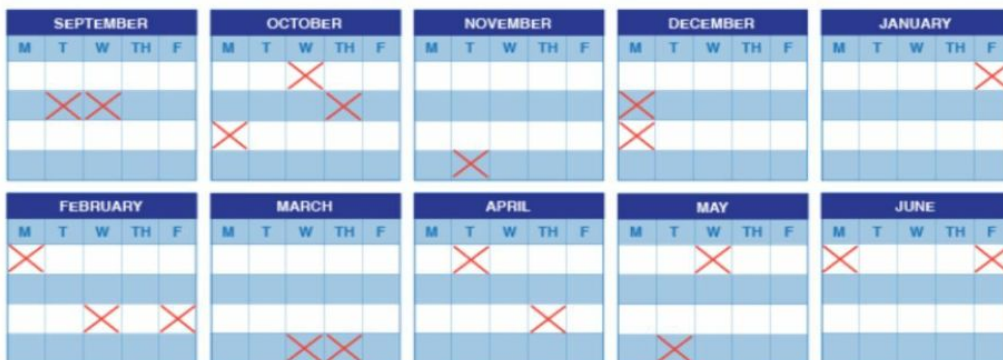 SEPTEMBER OCTOBER NOVEMBER DECEMBER JANUARY
M T W TH F M T W TH F M T W TH F M T W TH F M T W TH F
FEBRUARY MARCH APRIL MAY JUNE
M T W TH F M T W TH F M T W TH F M T W TH F M T W TH F